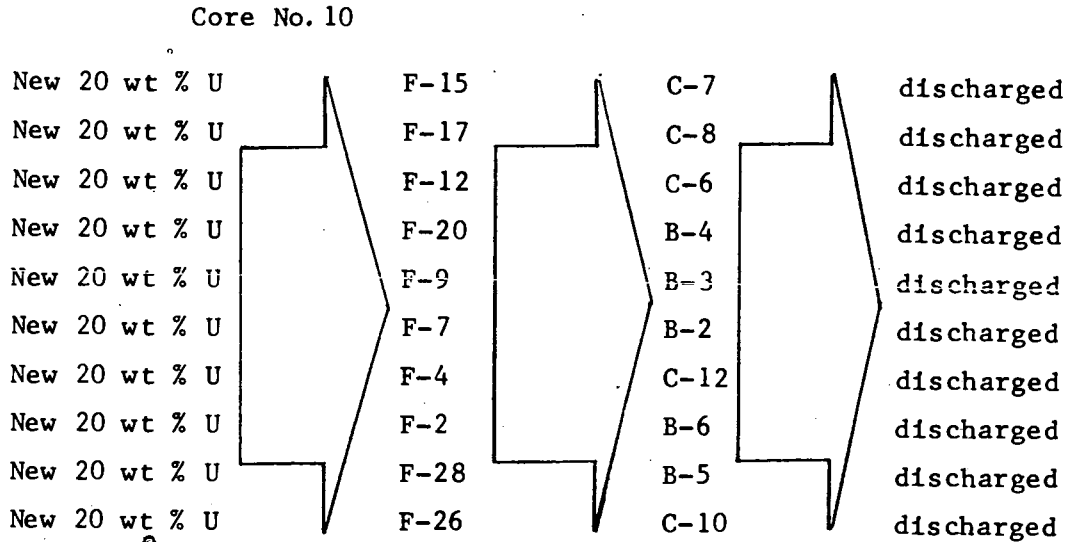 Core No. 10
New 20 wt % U F-15 C-7 discharged
New 20 wt % U F-17 C-8 discharged
New 20 wt % U F-12 C-6 discharged
New 20 wt % U F-20 B-4 discharged
New 20 wt % U F-9 B-3 discharged
New 20 wt % U F-7 B-2 discharged
New 20 wt % U F-4 C-12 discharged
New 20 wt % U F-2 B-6 discharged
New 20 wt % U F-28 B-5 discharged
New 20 wt % U F-26 C-10 discharged